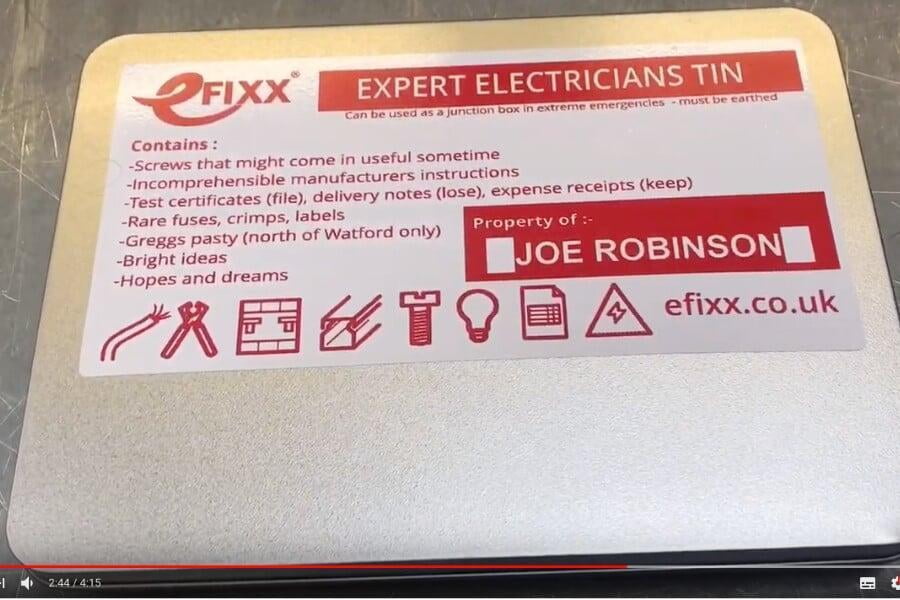 eFIXX®
EXPERT ELECTRICIANS TIN
Can be used as a junction box in extreme emergencies - must be earthed
Contains :
-Screws that might come in useful sometime
-Incomprehensible manufacturers instructions
-Test certificates (file), delivery notes (lose), expense receipts (keep)
-Rare fuses, crimps, labels
-Greggs pasty (north of Watford only)
-Bright ideas
-Hopes and dreams
Property of :-
JOE ROBINSON
efixx.co.uk
2:44 / 4:15